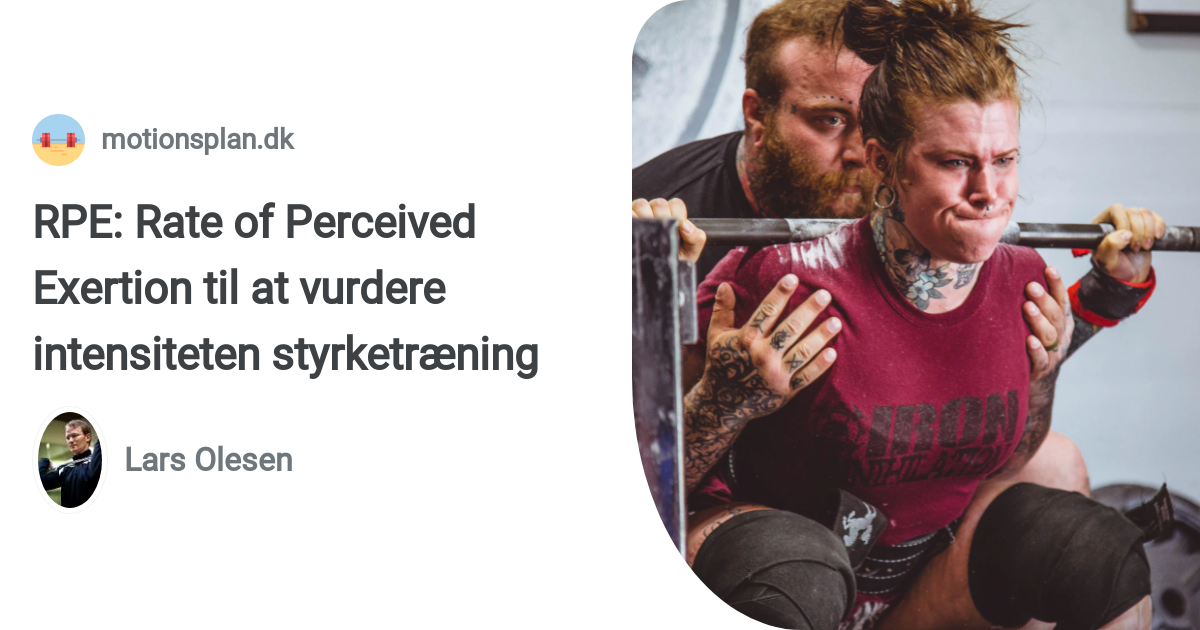 motionsplan.dk
RPE: Rate of Perceived
Exertion til at vurdere
intensiteten styrketræning
Lars Olesen
IRON